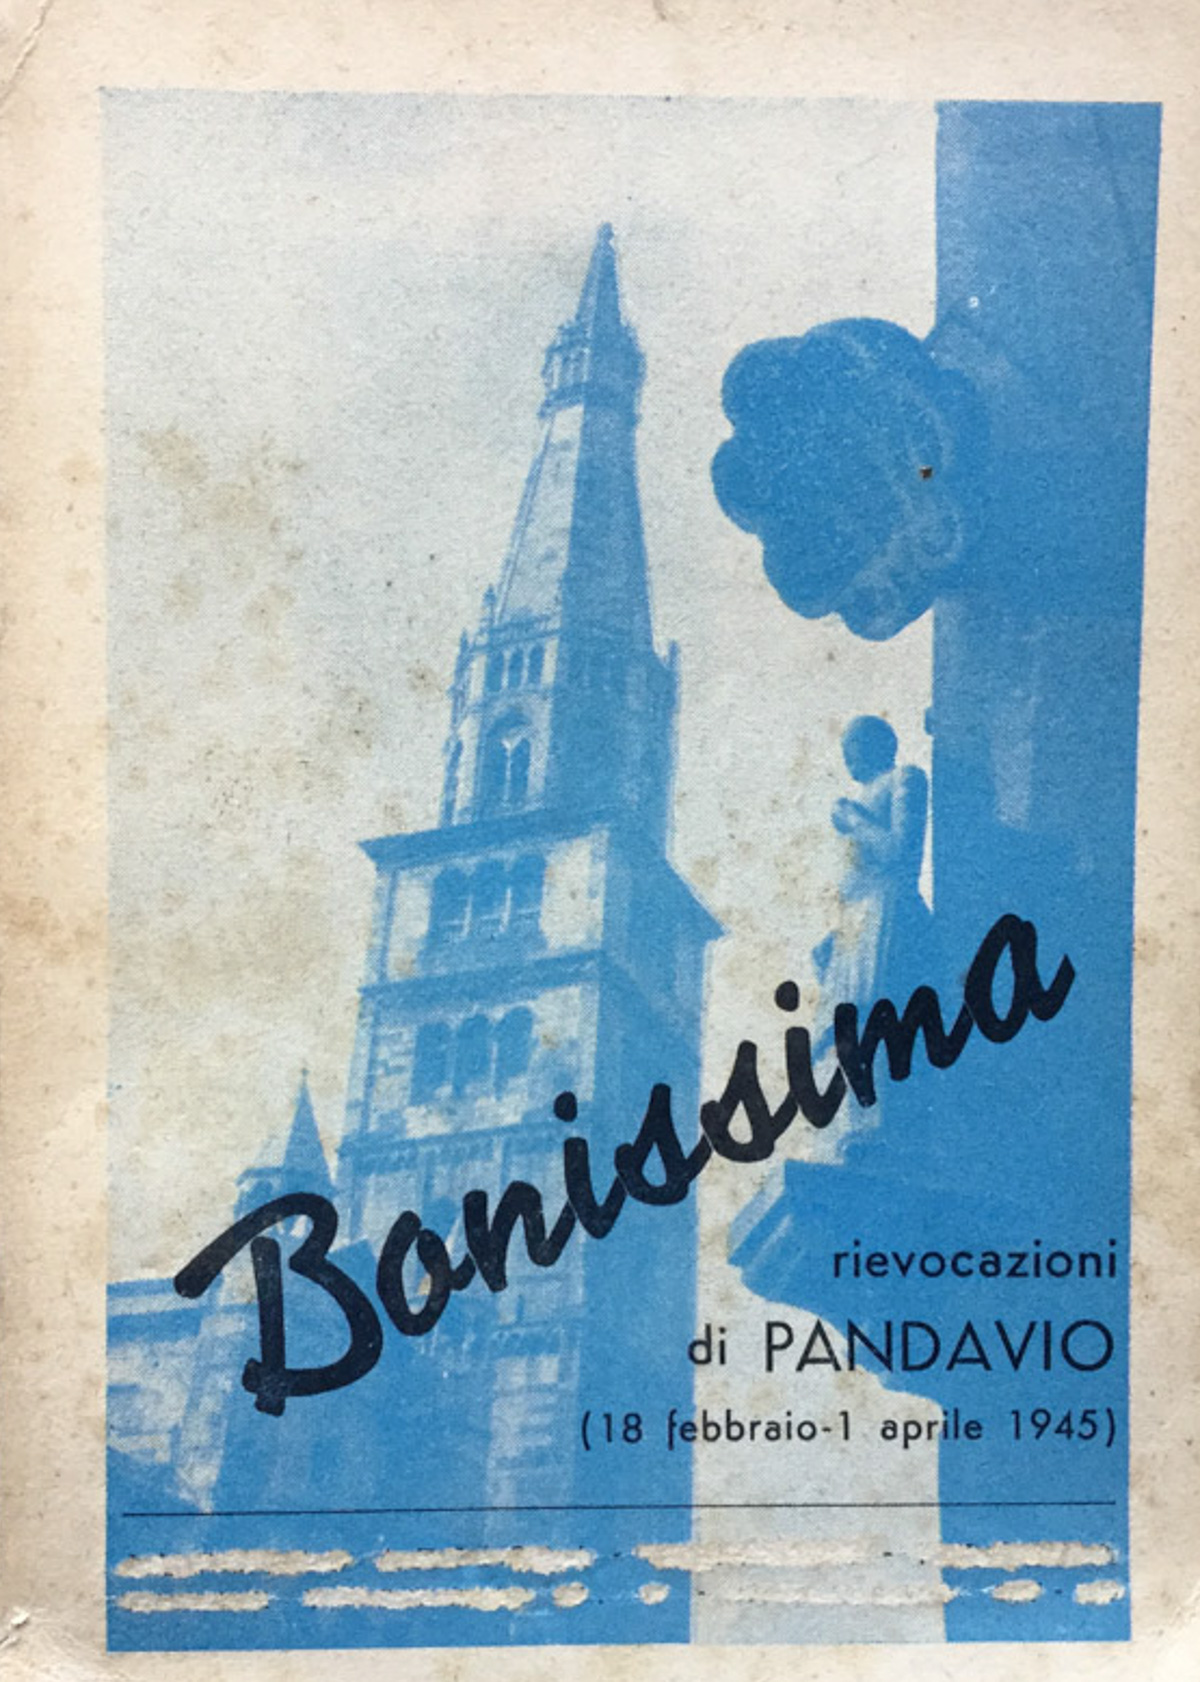 Bonissima
rievocazioni
di PANDAVIO
(18 febbraio-1 aprile 1945)